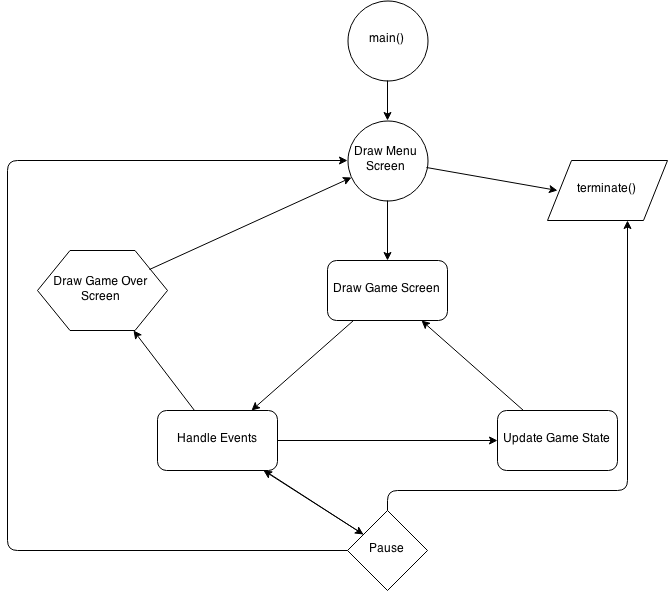 main()
Draw Menu
Screen
terminate()
Draw Game Over
Screen
Draw Game Screen
Handle Events
Update Game State
Pause